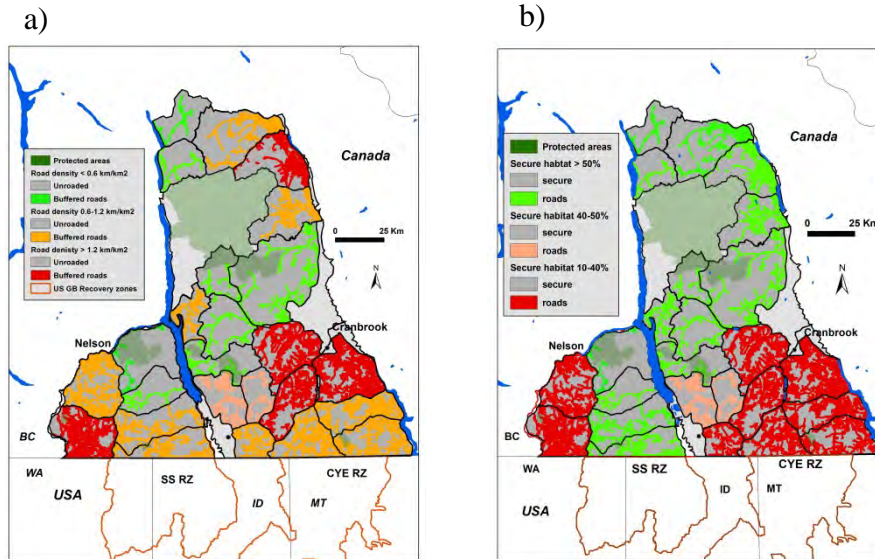 a)
Canada
Protected areas
Road density < 0.6 km/km2
Unroaded
Buffered roads
Road density 0.6-1.2 km/km2
Unroaded
Buffered roads
Road denisty > 1.2 km/km2
Unroaded
Buffered roads
US GB Recovery zones
0 25 Km
N
Nelson
Cranbrook
BC
WA
USA
SS RZ
ID
CYE RZ
MT
b)
Canada
Protected areas
Secure habtat > 50%
secure
roads
Secure habitat 40-50%
secure
roads
Secure habitat 10-40%
secure
roads
0 25 Km
N
Nelson
Cranbrook
BC
WA
USA
SS RZ
ID
CYE RZ
MT